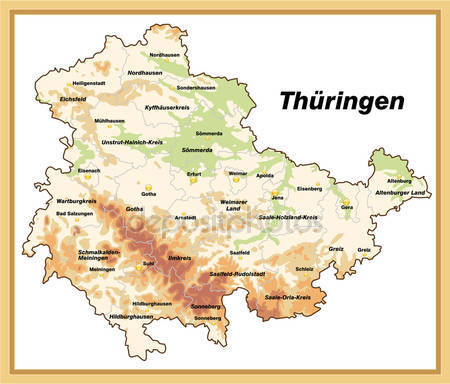 Nordhausen
Nordhausen
Heiligenstadt
Sondershausen
Eichsfeld
Kyffhäuserkreis
Thüringen
Mühlhausen
Sömmerda
Unstrut-Hainich-Kreis
Sömmerda
Eisenach
Erfurt
Weimar
Apolda
Altenburg
Gotha
Jena
Eisenberg
Altenburger Land
Wartburgkreis
Gotha
Weimarer
Land
Gera
Bad Salzungen
Arnstadt
Saale-Holzland-Kreis
depositphotos
Schmalkalden-
Meiningen
Ilmkreis
Saalfeld
Greiz
Greiz
Meiningen
Suhl
Saalfeld-Rudolstadt
Schleiz
Hildburghausen
Sonneberg
Saale-Orla-Kreis
Hildburghausen
Sonneberg